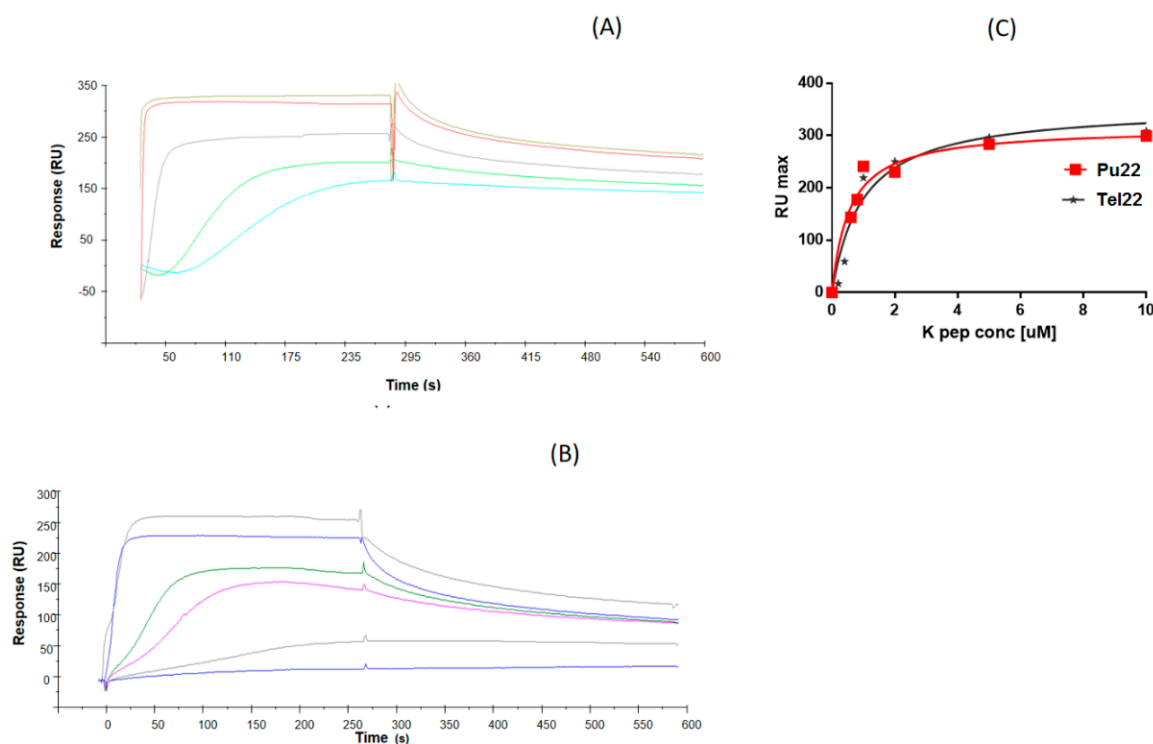 (A)
350
250
150
50
-50
Response (RU)
50 110 175 235 295 360 415 480 540 600
Time (s)
(C)
400
300
200
100
0
RU max
Pu22
Tel22
0 2 4 6 8 10
K pep conc [uM]
(B)
300
250
200
150
100
50
0
Response (RU)
0 50 100 150 200 250 300 350 400 450 500 550 600
Time (s)